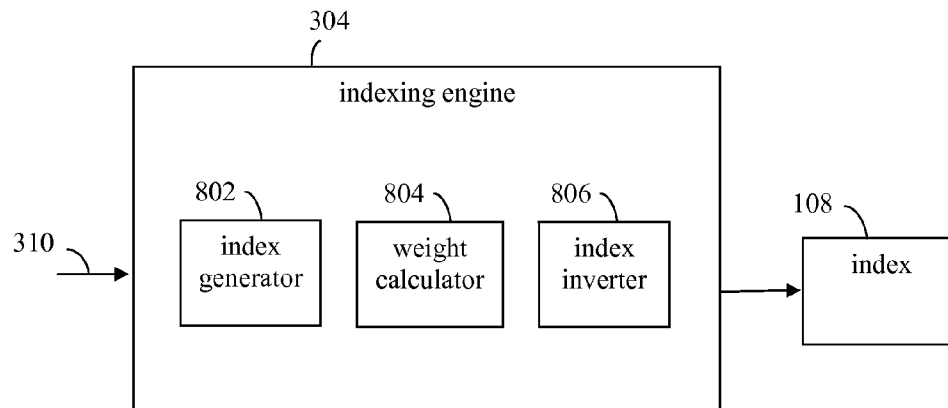 304
indexing engine
802
804
806
108
310
index
generator
weight
calculator
index
inverter
index